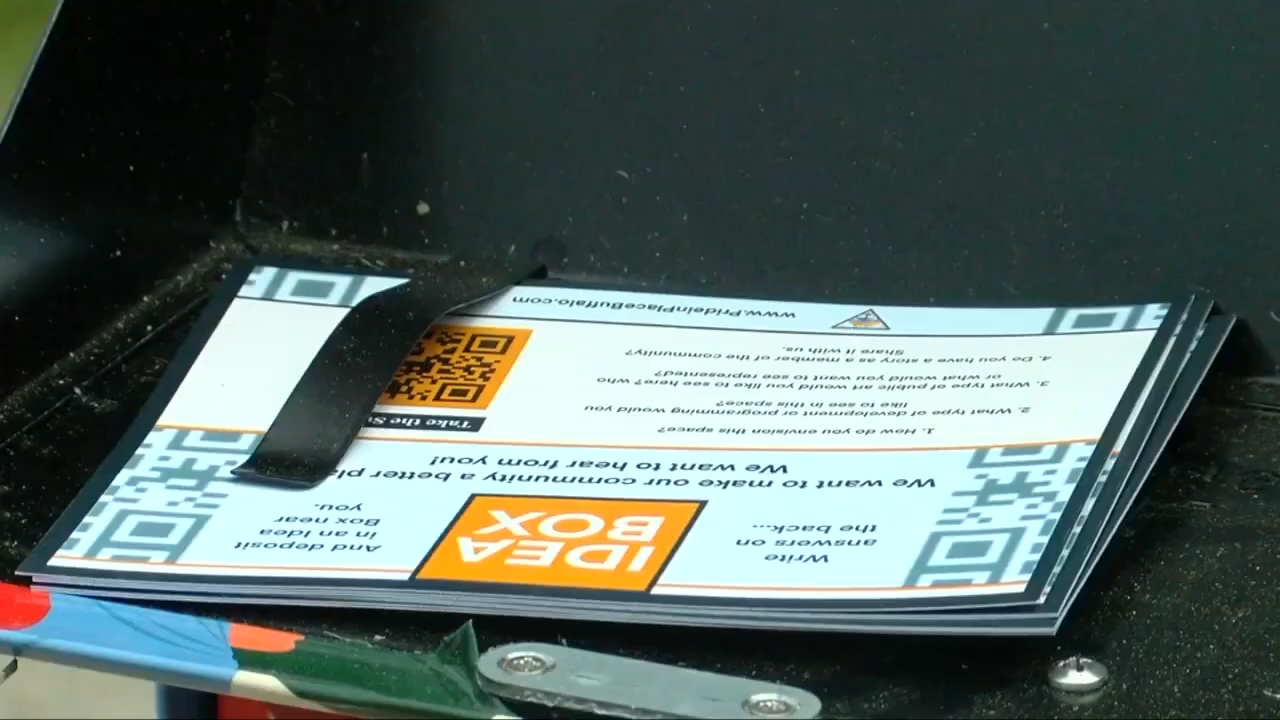 Write
answers on
the back...
IDEA
BOX
And deposit
in an Idea
Box near
you.
We want to make our community a better
We want to hear from you!
1. How do you envision this space?
2. What type of development or programming would you
like to see in this space?
3. What type of public art would you like to see here? Who
or what would you want to see represented?
4. Do you have a story as a member of the community?
Share it with us.
Take the
www.PrideinPlaceBuffalo.com